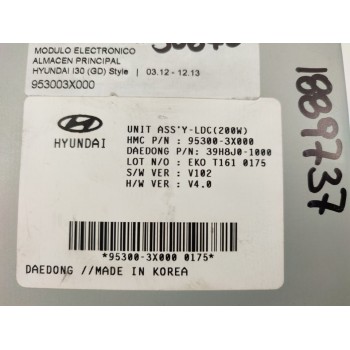 MODULO ELECTRONICO
ALMACEN PRINCIPAL
HYUNDAI I30 (GD) Style | 03.12 - 12.13
953003X000
1889737
HYUNDAI
UNIT ASS'Y-LDC(200W)
HMC P/N : 95300-3X000
DAEDONG P/N: 39H8J0-1000
LOT N/O : EKO T161 0175
S/W VER : V102
H/W VER : V4.0
*95300-3X000 0175*
DAEDONG //MADE IN KOREA